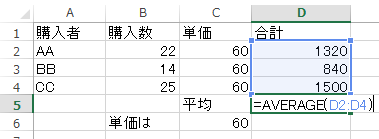 A B C D
1 購入者 購入数 単価 合計
2 AA 22 60 1320
3 BB 14 60 840
4 CC 25 60 1500
5 平均 =AVERAGE(D2:D4)
6 単価は 60